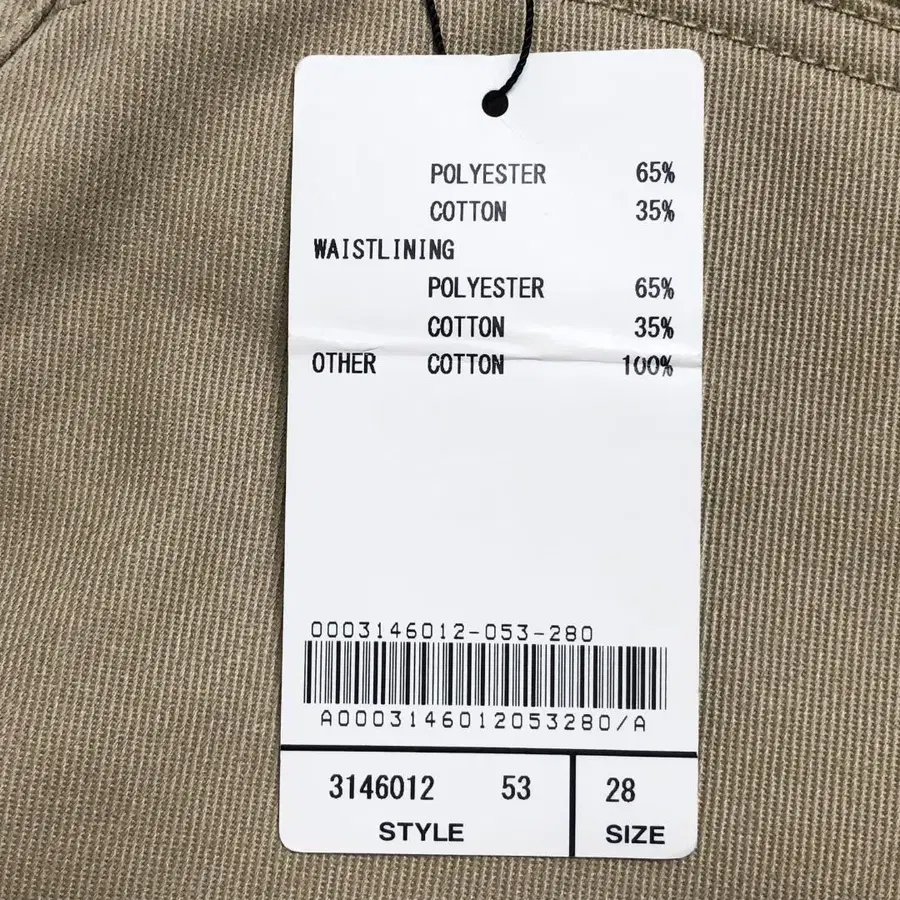 POLYESTER 65%
COTTON 35%
WAISTLINING
POLYESTER 65%
COTTON 35%
OTHER COTTON 100%
0003146012-053-280
A0003146012053280/A
3146012 53 28
STYLE SIZE